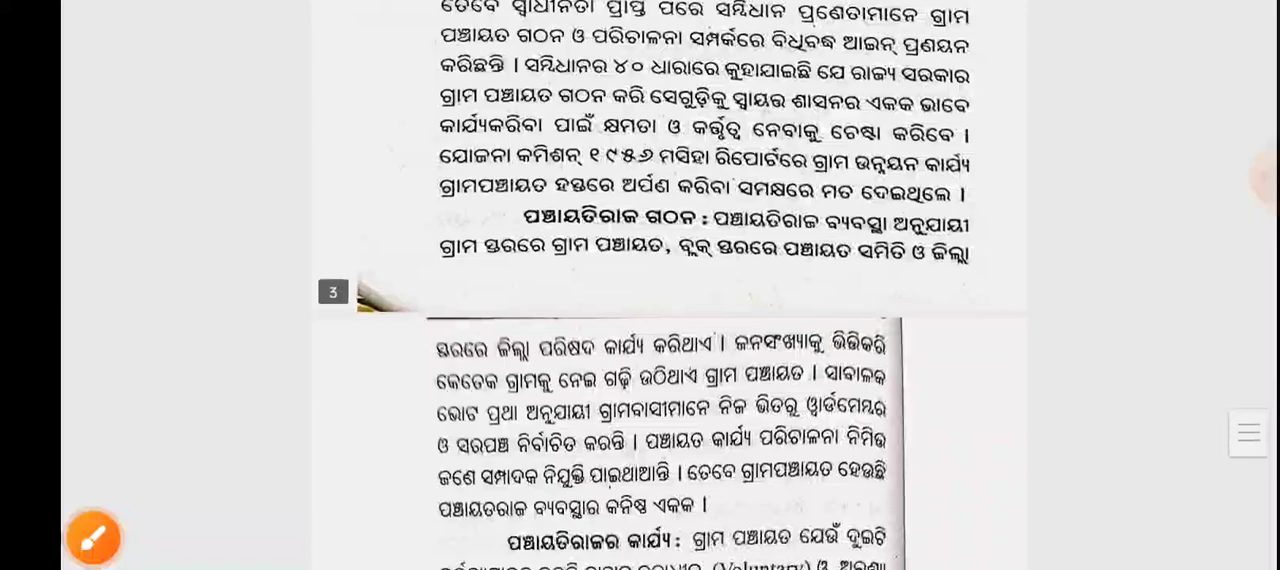 ତେବେ ସ୍ୱାଧୀନତା ପ୍ରାପ୍ତି ପରେ ସମ୍ବିଧାନ ପ୍ରଣେତାମାନେ ଗ୍ରାମ
ପଞ୍ଚାୟତ ଗଠନ ଓ ପରିଚାଳନା ସମ୍ପର୍କରେ ବିଧିବଦ୍ଧ ଆଇନ୍ ପ୍ରଣୟନ
କରିଛନ୍ତି । ସମ୍ବିଧାନର ୪୦ ଧାରାରେ କୁହାଯାଇଛି ଯେ ରାଜ୍ୟ ସରକାର
ଗ୍ରାମ ପଞ୍ଚାୟତ ଗଠନ କରି ସେଗୁଡ଼ିକୁ ସ୍ୱାୟତ୍ତ ଶାସନର ଏକକ ଭାବେ
କାର୍ଯ୍ୟକରିବା ପାଇଁ କ୍ଷମତା ଓ କର୍ତ୍ତୃତ୍ୱ ନେବାକୁ ଚେଷ୍ଟା କରିବେ ।
ଯୋଜନା କମିଶନ୍ ୧୯୫୬ ମସିହା ରିପୋର୍ଟରେ ଗ୍ରାମ ଉନ୍ନୟନ କାର୍ଯ୍ୟ
ଗ୍ରାମପଞ୍ଚାୟତ ହସ୍ତରେ ଅର୍ପଣ କରିବା ସମକ୍ଷରେ ମତ ଦେଇଥିଲେ ।
ପଞ୍ଚାୟତିରାଜ ଗଠନ : ପଞ୍ଚାୟତିରାଜ ବ୍ୟବସ୍ଥା ଅନୁଯାୟୀ
ଗ୍ରାମ ସ୍ତରରେ ଗ୍ରାମ ପଞ୍ଚାୟତ, ବ୍ଲକ୍ ସ୍ତରରେ ପଞ୍ଚାୟତ ସମିତି ଓ ଜିଲ୍ଲା
3
ସ୍ତରରେ ଜିଲ୍ଲା ପରିଷଦ କାର୍ଯ୍ୟ କରିଥାଏ । ଜନସଂଖ୍ୟାକୁ ଭିତ୍ତିକରି
କେତେକ ଗ୍ରାମକୁ ନେଇ ଗଢ଼ି ଉଠିଥାଏ ଗ୍ରାମ ପଞ୍ଚାୟତ । ସାବାଳକ
ଭୋଟ ପ୍ରଥା ଅନୁଯାୟୀ ଗ୍ରାମବାସୀମାନେ ନିଜ ଭିତରୁ ୱାର୍ଡମେମ୍ବର
ଓ ସରପଞ୍ଚ ନିର୍ବାଚିତ କରନ୍ତି । ପଞ୍ଚାୟତ କାର୍ଯ୍ୟ ପରିଚାଳନା ନିମିତ୍ତ
ଜଣେ ସମ୍ପାଦକ ନିଯୁକ୍ତି ପାଇଥାଆନ୍ତି । ତେବେ ଗ୍ରାମପଞ୍ଚାୟତ ହେଉଛି
ପଞ୍ଚାୟତରାଜ ବ୍ୟବସ୍ଥାର କନିଷ୍ଠ ଏକକ ।
ପଞ୍ଚାୟତିରାଜର କାର୍ଯ୍ୟ : ଗ୍ରାମ ପଞ୍ଚାୟତ ଯେଉଁ ଦୁଇଟି
(Voluntary) ଓ